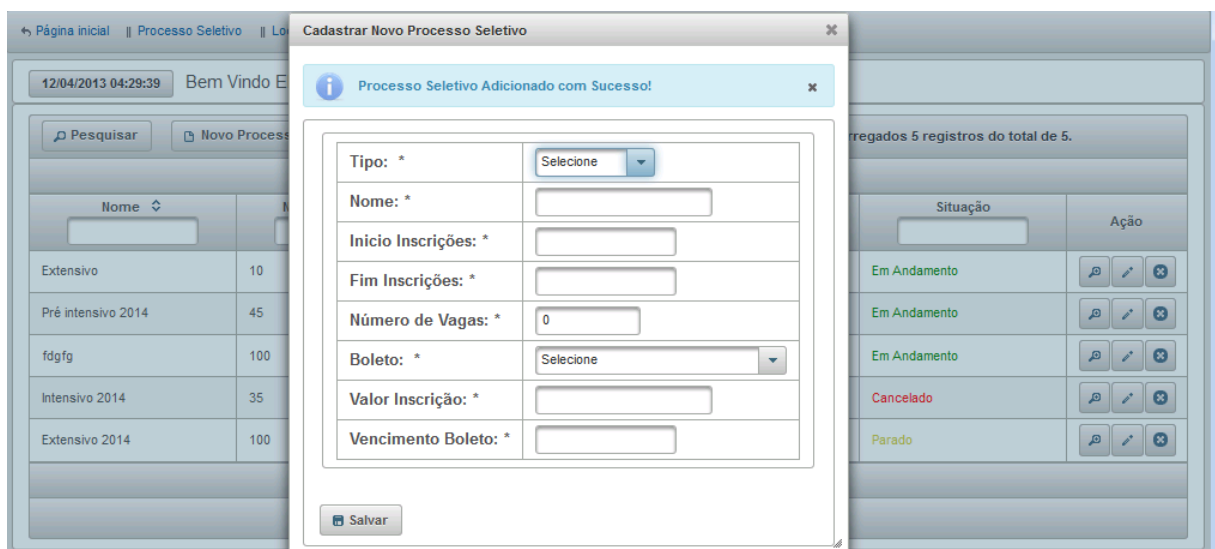 Página inicial || Processo Seletivo || Lo
Cadastrar Novo Processo Seletivo
12/04/2013 04:29:39 Bem Vindo E
Processo Seletivo Adicionado com Sucesso!
Pesquisar Novo Process
rregados 5 registros do total de 5.
Tipo: * Selecione
Nome: *
Inicio Inscrições: *
Fim Inscrições: *
Número de Vagas: * 0
Boleto: * Selecione
Valor Inscrição: *
Vencimento Boleto: *
Salvar
Nome N Situação Ação
Extensivo 10 Em Andamento
Pré intensivo 2014 45 Em Andamento
fdgfg 100 Em Andamento
Intensivo 2014 35 Cancelado
Extensivo 2014 100 Parado